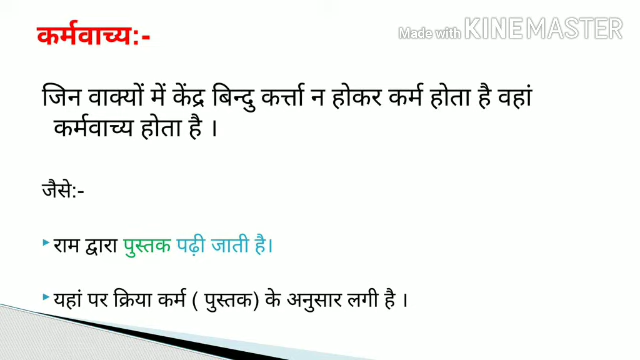 कर्मवाच्य:-
Made with KINEMASTER
जिन वाक्यों में केंद्र बिन्दु कर्त्ता न होकर कर्म होता है वहां
कर्मवाच्य होता है ।
जैसे:-
राम द्वारा पुस्तक पढ़ी जाती है।
यहां पर क्रिया कर्म ( पुस्तक) के अनुसार लगी है ।